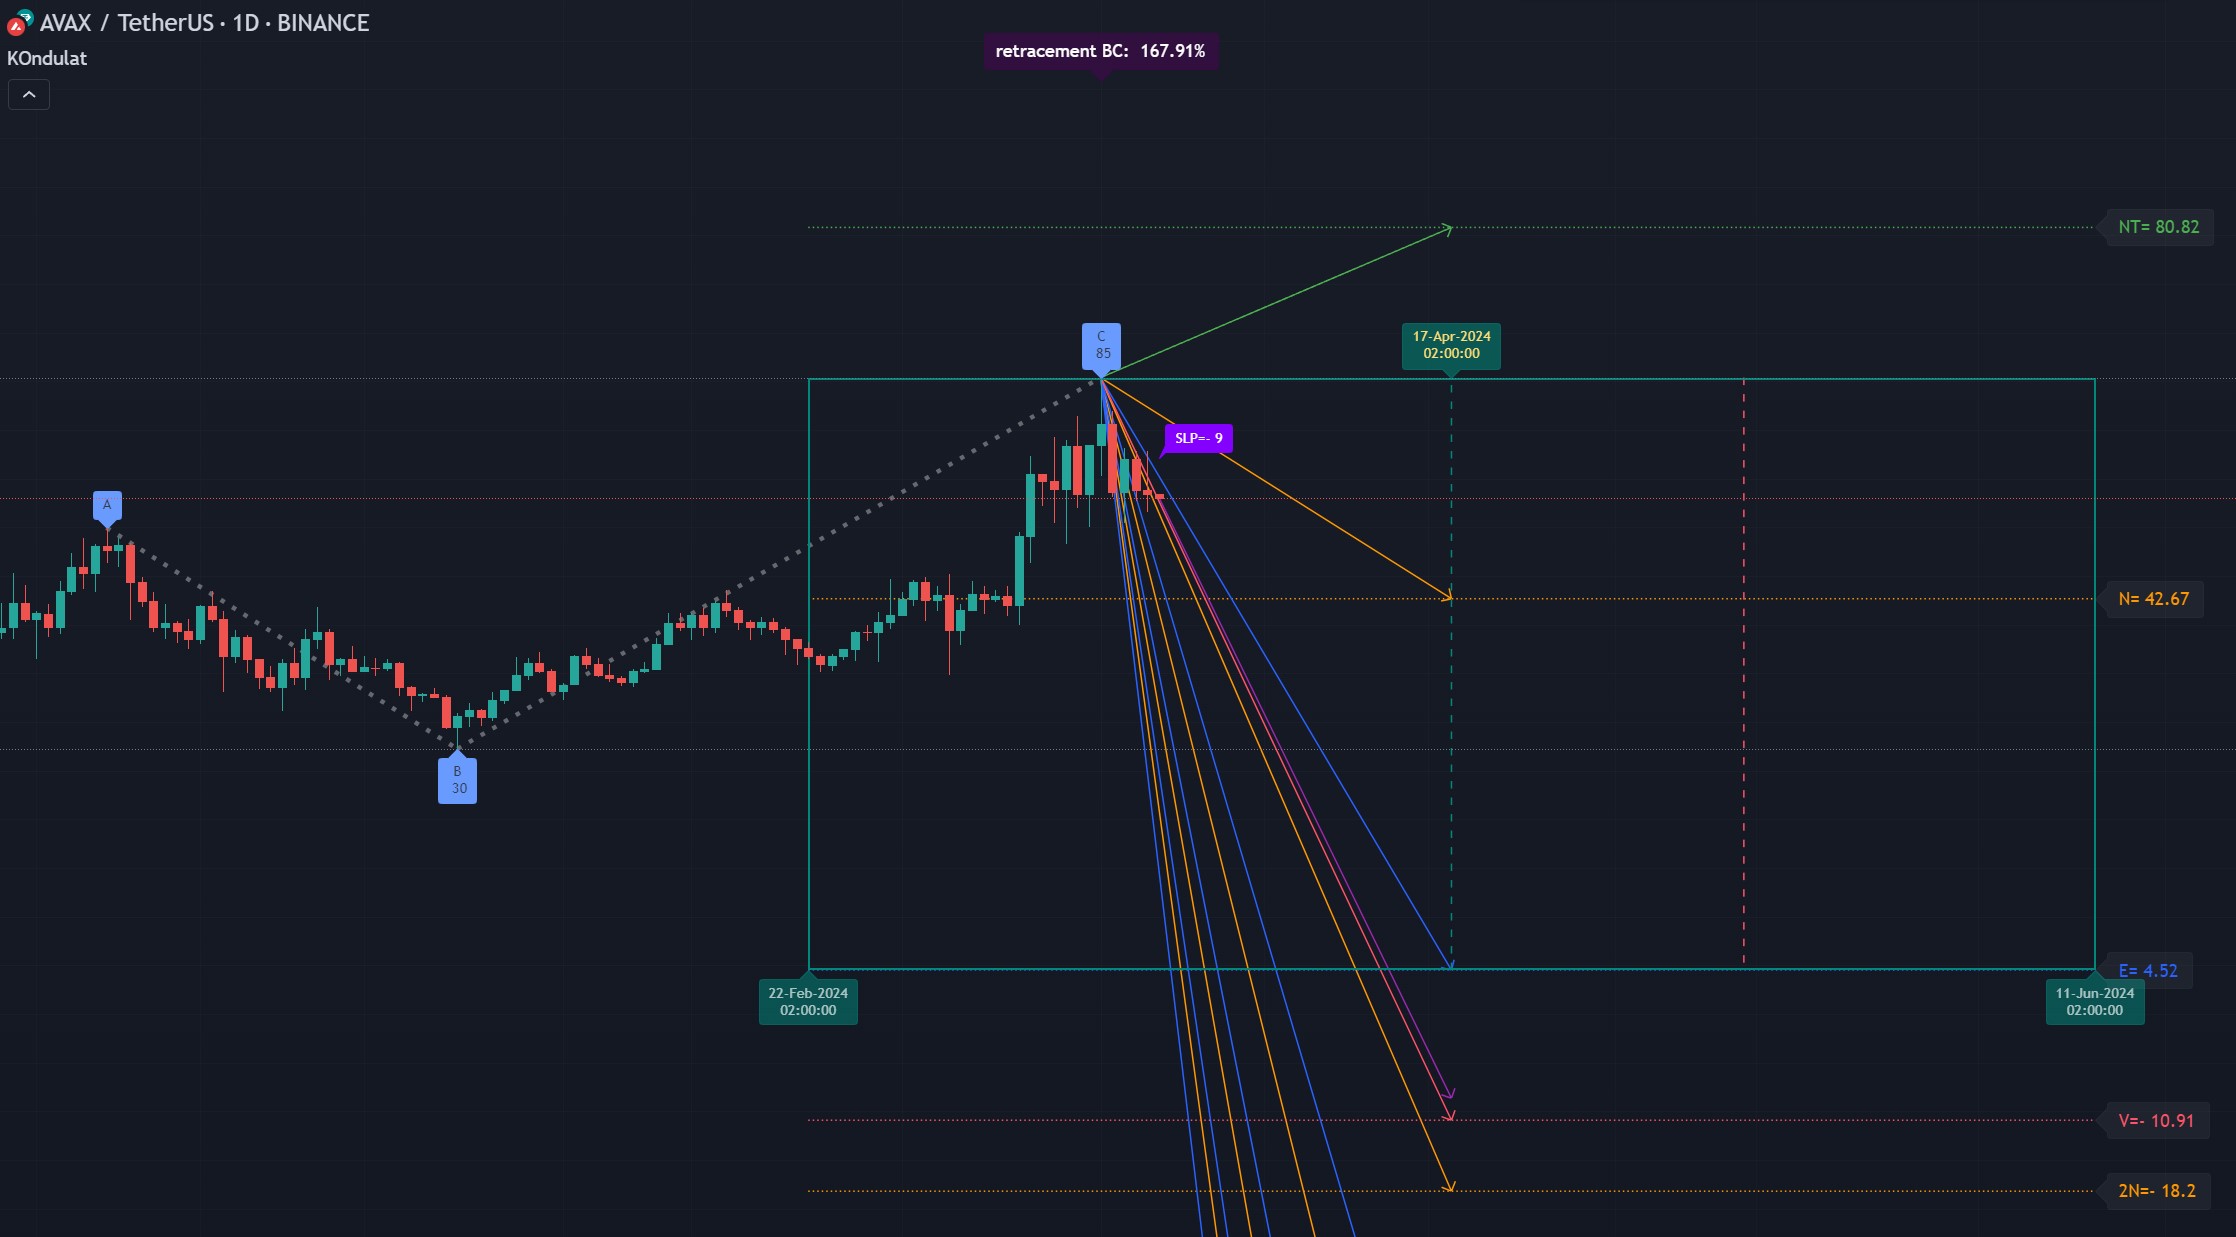 AVAX / TetherUS · 1D · BINANCE
KOndulat
retracement BC: 167.91%
NT= 80.82
C
85
17-Apr-2024
02:00:00
SLP=- 9
A
N= 42.67
B
30
E= 4.52
22-Feb-2024
02:00:00
11-Jun-2024
02:00:00
V=- 10.91
2N=- 18.2